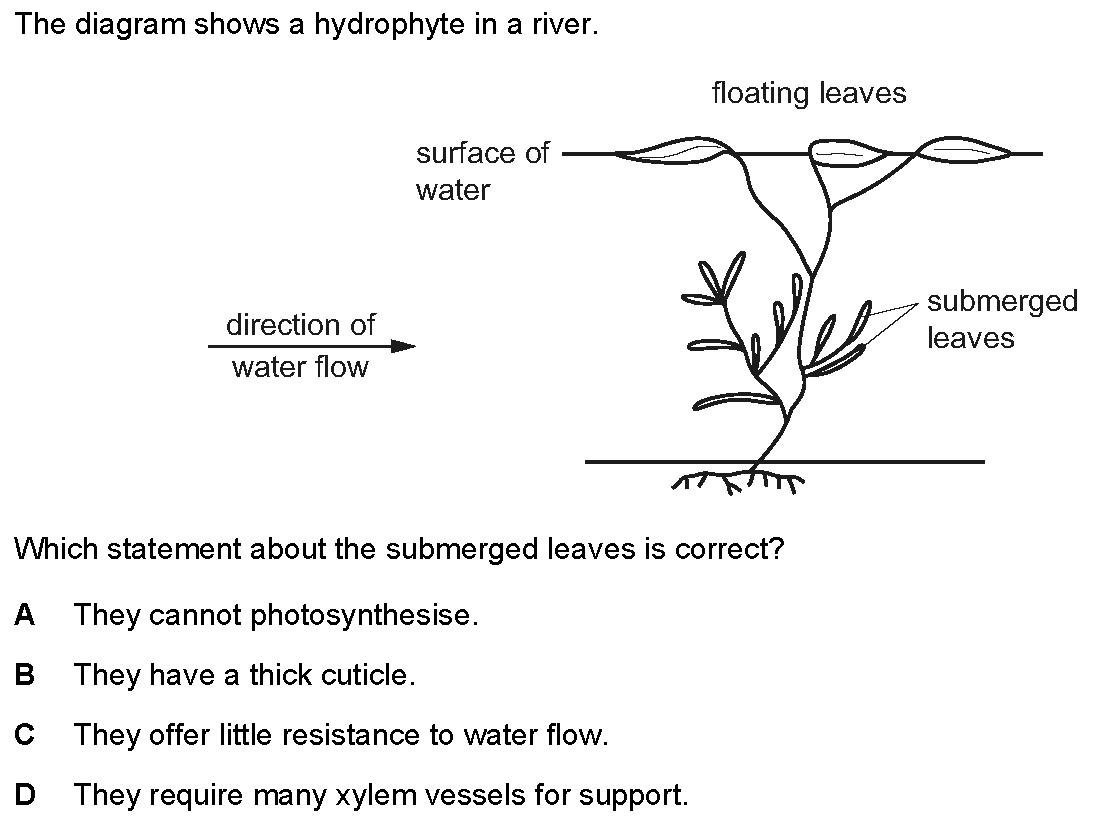 The diagram shows a hydrophyte in a river.
floating leaves
surface of
water
direction of
water flow
submerged
leaves
Which statement about the submerged leaves is correct?
A They cannot photosynthesise.
B They have a thick cuticle.
C They offer little resistance to water flow.
D They require many xylem vessels for support.